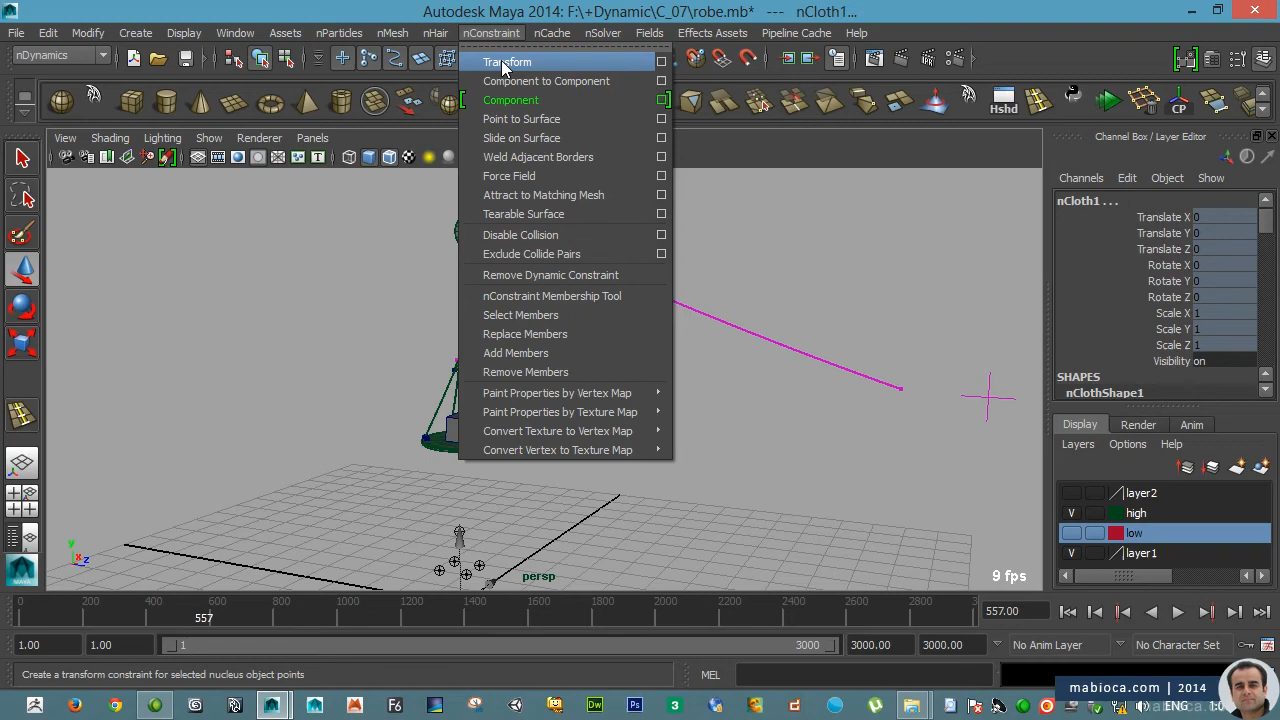 Autodesk Maya 2014: F:\+Dynamic\C_07\robe.mb* --- nCloth1...
File Edit Modify Create Display Window Assets nParticles nMesh nHair nConstraint nCache nSolver Fields Effects Assets Pipeline Cache Help
nDynamics
Transform
Component to Component
Component
Point to Surface
Slide on Surface
Weld Adjacent Borders
Force Field
Attract to Matching Mesh
Tearable Surface
Disable Collision
Exclude Collide Pairs
Remove Dynamic Constraint
nConstraint Membership Tool
Select Members
Replace Members
Add Members
Remove Members
Paint Properties by Vertex Map
Paint Properties by Texture Map
Convert Texture to Vertex Map
Convert Vertex to Texture Map
Hshd
CP
View Shading Lighting Show Renderer Panels
Channel Box / Layer Editor
Channels Edit Object Show
nCloth1 ...
Translate X 0
Translate Y 0
Translate Z 0
Rotate X 0
Rotate Y 0
Rotate Z 0
Scale X 1
Scale Y 1
Scale Z 1
Visibility on
SHAPES
nClothShape1
Display Render Anim
Layers Options Help
layer2
V high
low
V layer1
y
x
z
persp
9 fps
0 200 400 600 800 1000 1200 1400 1600 1800 2000 2200 2400 2600 2800 3
557
557.00
1.00 1.00 1 3000 3000.00 3000.00 No Anim Layer No Character Set
Create a transform constraint for selected nucleus object points
MEL
MAYA
F6
Dw
Ps
3
ENG
mabioca.com | 2014